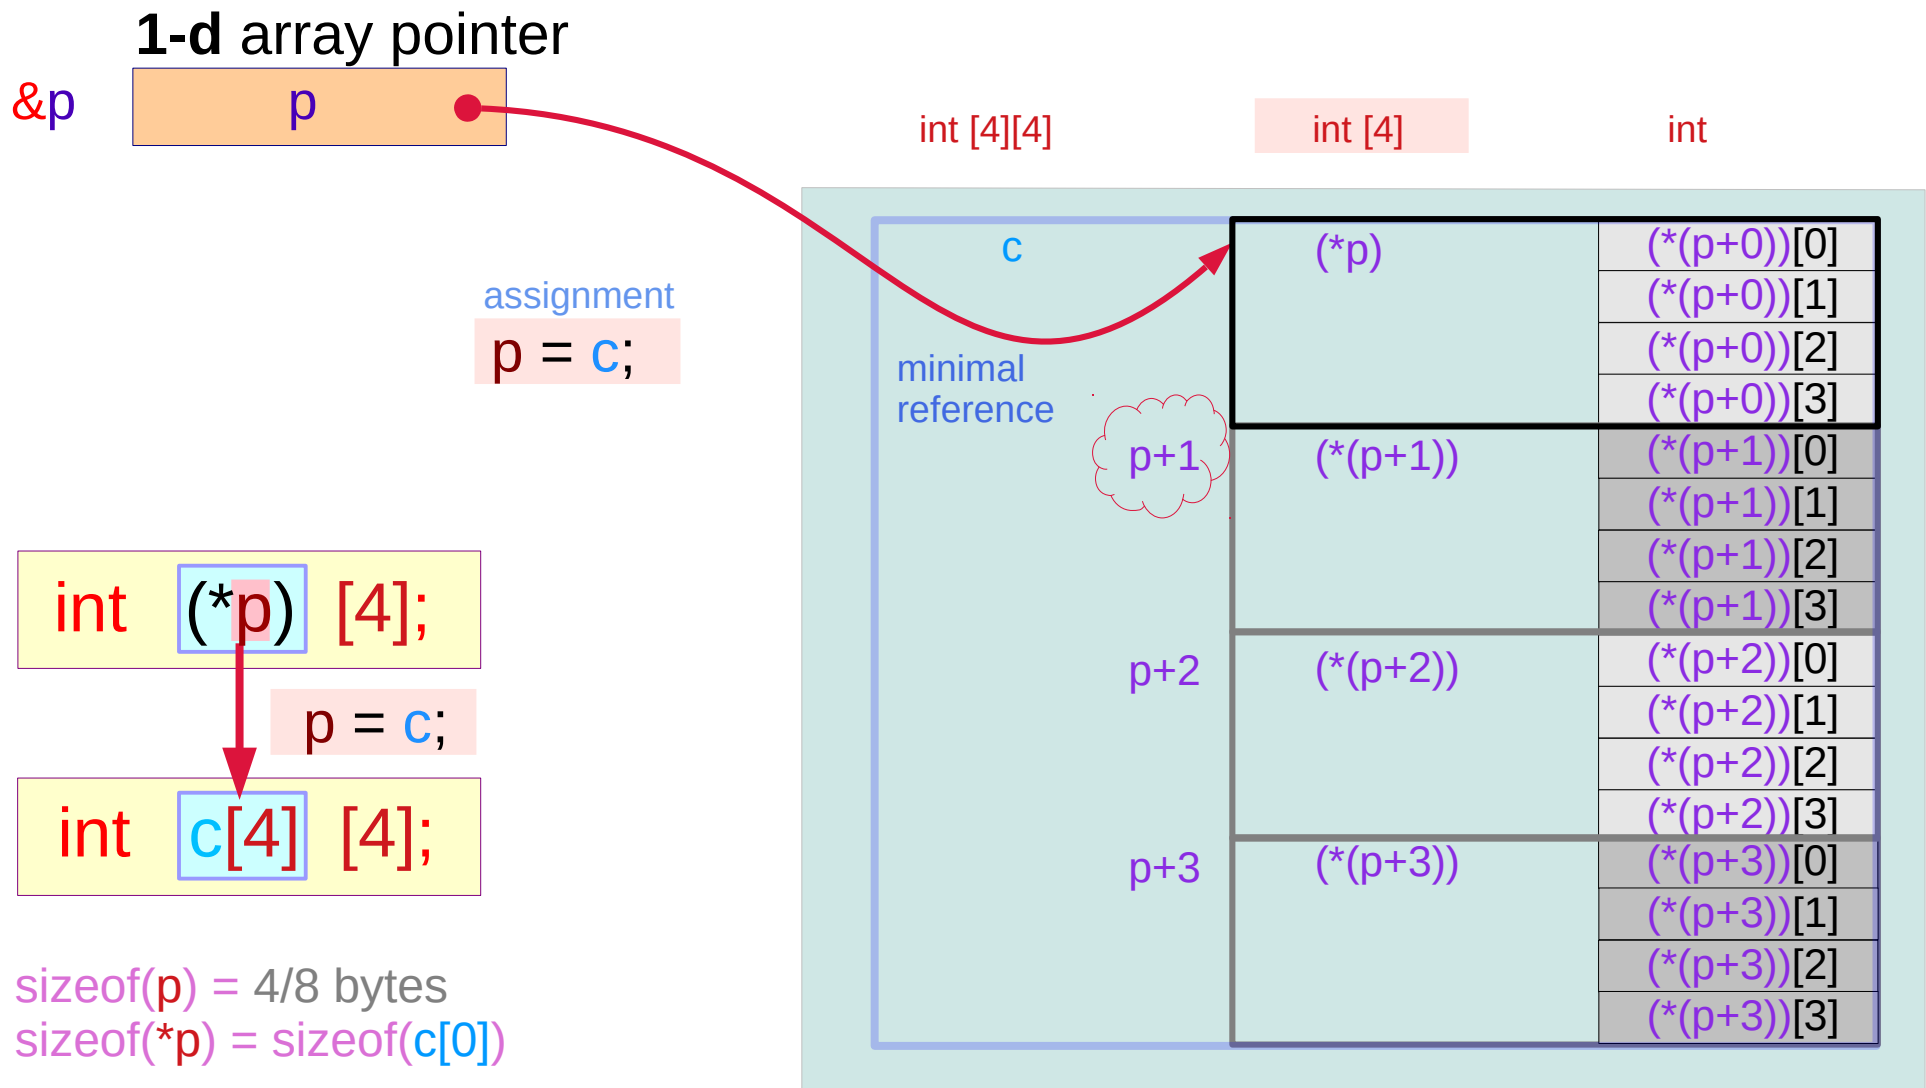 1-d array pointer
&p
p
int [4][4]
int [4]
int
c
(*p)
(*(p+0))[0]
(*(p+0))[1]
(*(p+0))[2]
(*(p+0))[3]
assignment
p = c;
minimal
reference
p+1
(*(p+1))
(*(p+1))[0]
(*(p+1))[1]
(*(p+1))[2]
(*(p+1))[3]
p+2
(*(p+2))
(*(p+2))[0]
(*(p+2))[1]
(*(p+2))[2]
(*(p+2))[3]
p+3
(*(p+3))
(*(p+3))[0]
(*(p+3))[1]
(*(p+3))[2]
(*(p+3))[3]
int (*p) [4];
p = c;
int c[4] [4];
sizeof(p) = 4/8 bytes
sizeof(*p) = sizeof(c[0])